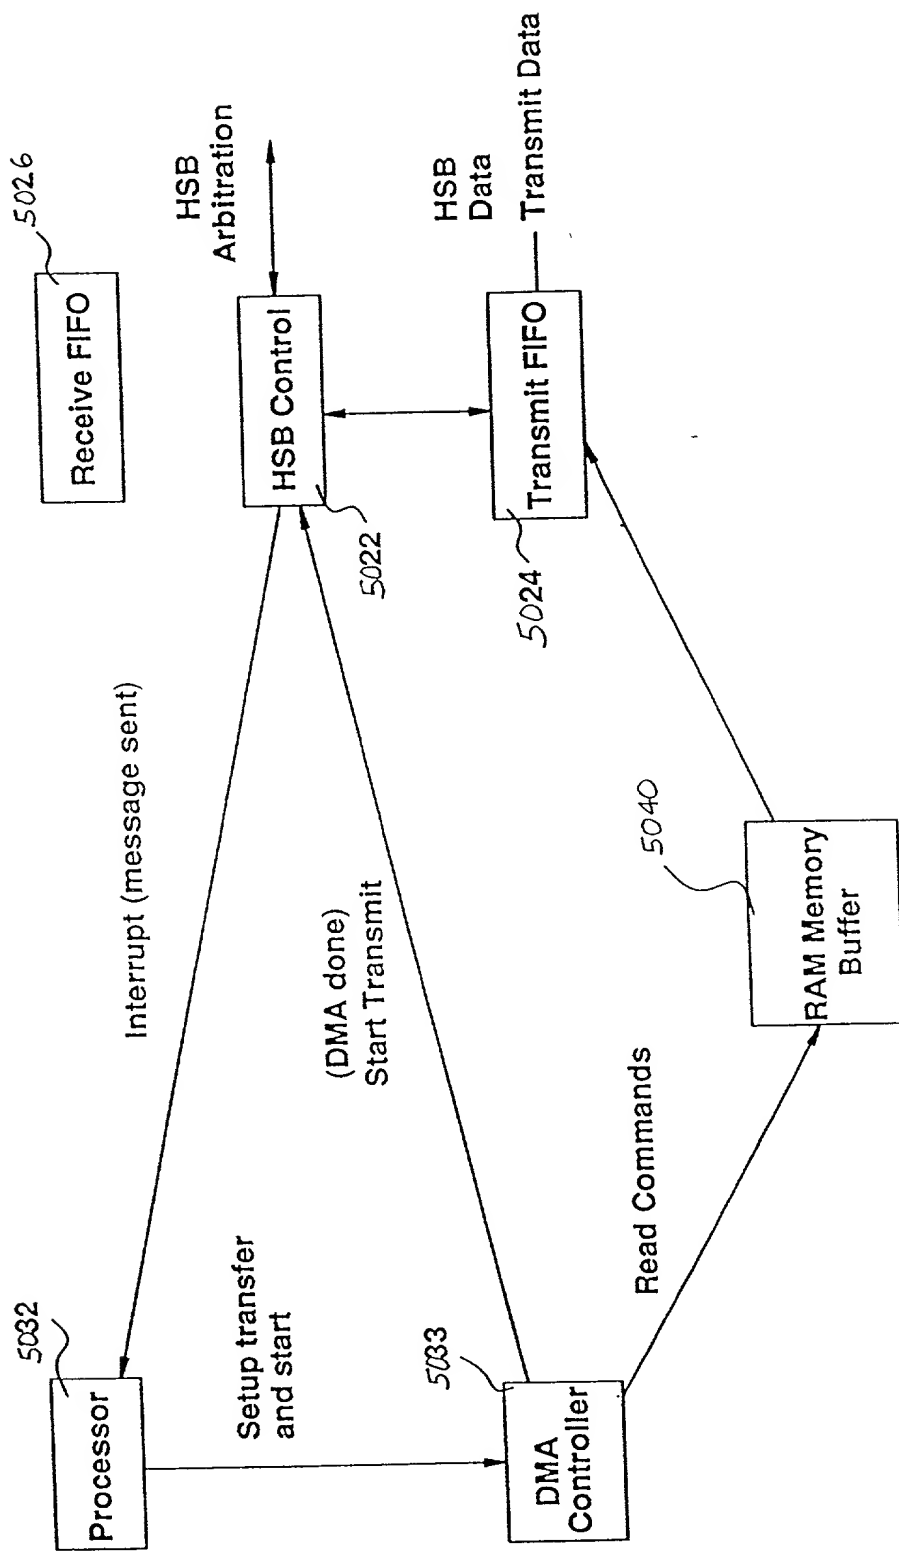 5032
Processor
Interrupt (message sent)
5026
Receive FIFO
HSB
Arbitration
HSB Control
5022
Setup transfer
and start
(DMA done)
Start Transmit
5033
DMA
Controller
Read Commands
5040
RAM Memory
Buffer
5024
Transmit FIFO
HSB
Data
Transmit Data